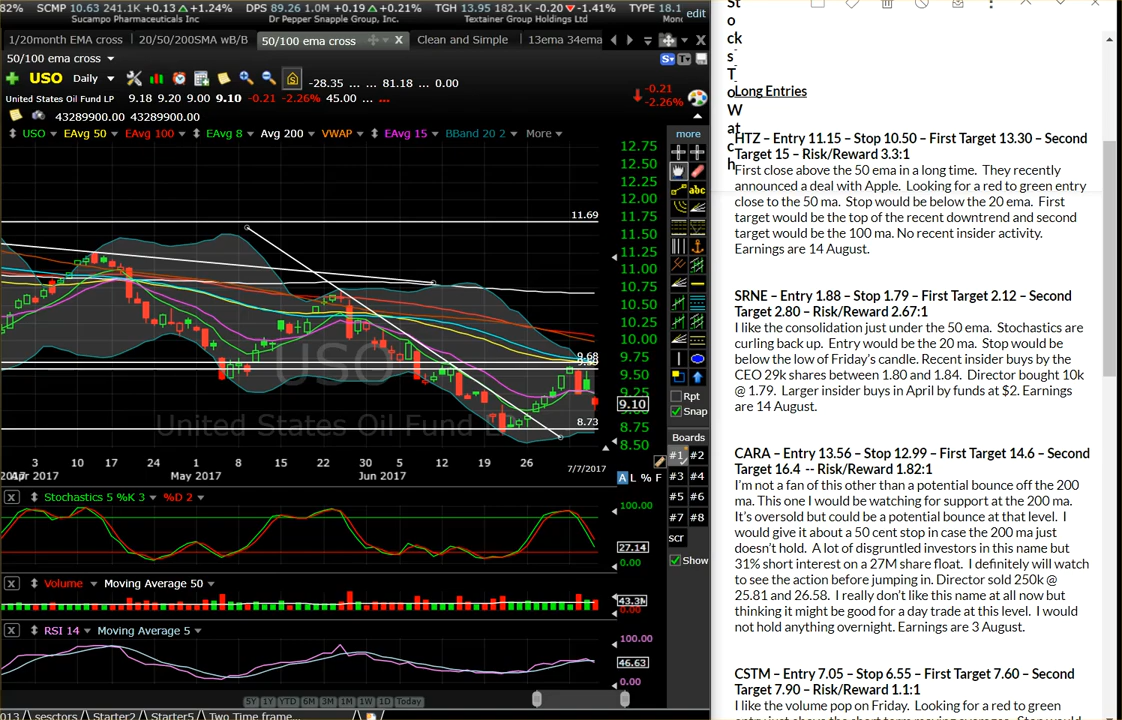 82% SCMP 10.63 241.1K +0.13 +1.24% DPS 89.26 1.0M +0.19 +0.21% TGH 13.95 182.1K -0.20 -1.41% TYPE 18.1 edit
Sucampo Pharmaceuticals Inc Dr Pepper Snapple Group, Inc. Textainer Group Holdings Ltd Mono
1/20month EMA cross 20/50/200SMA wB/B 50/100 ema cross X Clean and Simple 13ema 34ema X
50/100 ema cross
USO Daily -28.35 ... 81.18 ... 0.00
United States Oil Fund LP 9.18 9.20 9.00 9.10 -0.21 -2.26% 45.00 ... ...
-0.21
-2.26%
43289900.00 43289900.00
USO EAvg 50 EAvg 100 EAvg 8 Avg 200 VWAP EAvg 15 BBand 20 2 More
more
abc
12.75
12.50
12.25
12.00
11.75
11.69
11.50
11.25
11.00
10.75
10.50
10.25
10.00
9.75
9.68
9.50
9.25
9.10
8.73
8.50
USO
United States Oil Fund LP
3 10 17 24 8 15 22 30 5 12 19 26
Apr 2017 May 2017 Jun 2017 7/7/2017
A L % F
Rpt
Snap
Boards
#1 #2
#3 #4
#5 #6
#7 #8
scr
Show
X Stochastics 5 %K 3 %D 2
100.00
27.14
0.00
X Volume Moving Average 50
43.3M
0.00
X RSI 14 Moving Average 5
100.00
46.63
0.00
5Y 1Y YTD 6M 3M 1M 1W 1D Today
013 sesctors Starter2 Starter5 Two Time frame...
St
o
ck
s
T
o
W
at
c
h
Long Entries
HTZ – Entry 11.15 – Stop 10.50 – First Target 13.30 – Second
Target 15 – Risk/Reward 3.3:1
First close above the 50 ema in a long time. They recently
announced a deal with Apple. Looking for a red to green entry
close to the 50 ma. Stop would be below the 20 ema. First
target would be the top of the recent downtrend and second
target would be the 100 ma. No recent insider activity.
Earnings are 14 August.
SRNE – Entry 1.88 – Stop 1.79 – First Target 2.12 – Second
Target 2.80 – Risk/Reward 2.67:1
I like the consolidation just under the 50 ema. Stochastics are
curling back up. Entry would be the 20 ma. Stop would be
below the low of Friday's candle. Recent insider buys by the
CEO 29k shares between 1.80 and 1.84. Director bought 10k
@ 1.79. Larger insider buys in April by funds at $2. Earnings
are 14 August.
CARA – Entry 13.56 – Stop 12.99 – First Target 14.6 – Second
Target 16.4 -- Risk/Reward 1.82:1
I'm not a fan of this other than a potential bounce off the 200
ma. This one I would be watching for support at the 200 ma.
It's oversold but could be a potential bounce at that level. I
would give it about a 50 cent stop in case the 200 ma just
doesn't hold. A lot of disgruntled investors in this name but
31% short interest on a 27M share float. I definitely will watch
to see the action before jumping in. Director sold 250k @
25.81 and 26.58. I really don't like this name at all now but
thinking it might be good for a day trade at this level. I would
not hold anything overnight. Earnings are 3 August.
CSTM – Entry 7.05 – Stop 6.55 – First Target 7.60 – Second
Target 7.90 – Risk/Reward 1.1:1
I like the volume pop on Friday. Looking for a red to green